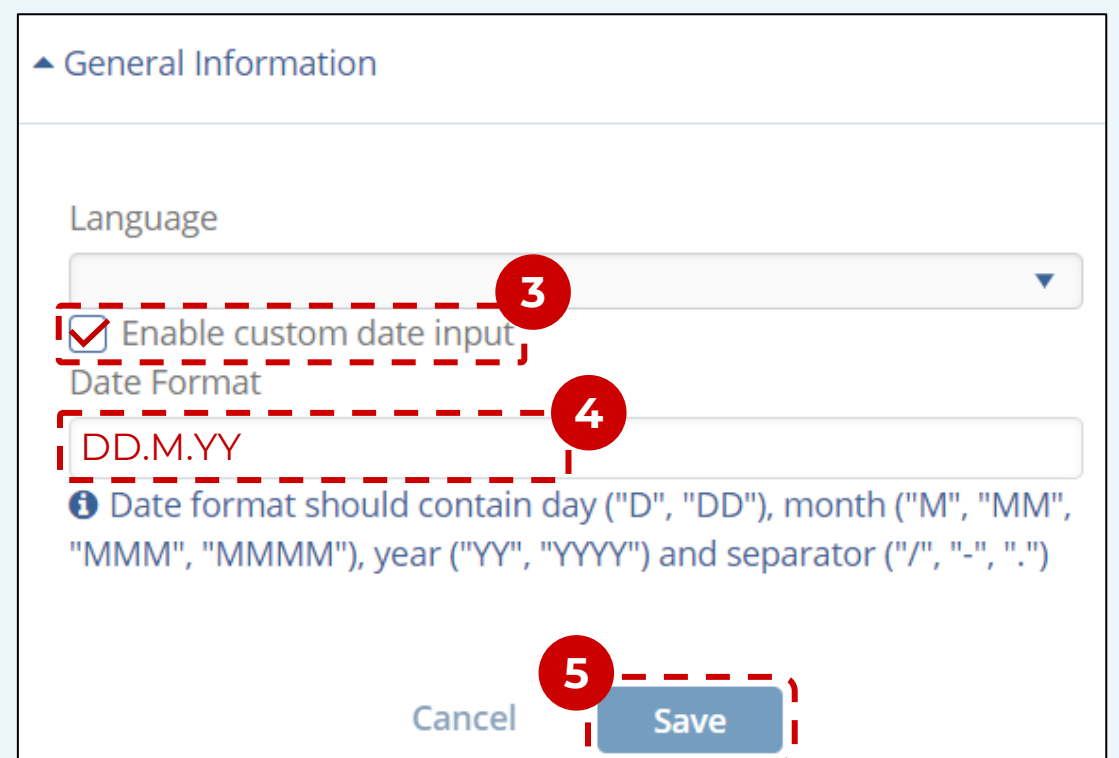 General Information
Language
3
Enable custom date input
Date Format
4
DD.M.YY
Date format should contain day ("D", "DD"), month ("M", "MM",
"MMM", "MMMM"), year ("YY", "YYYY") and separator ("/", "-", ".")
5
Cancel
Save